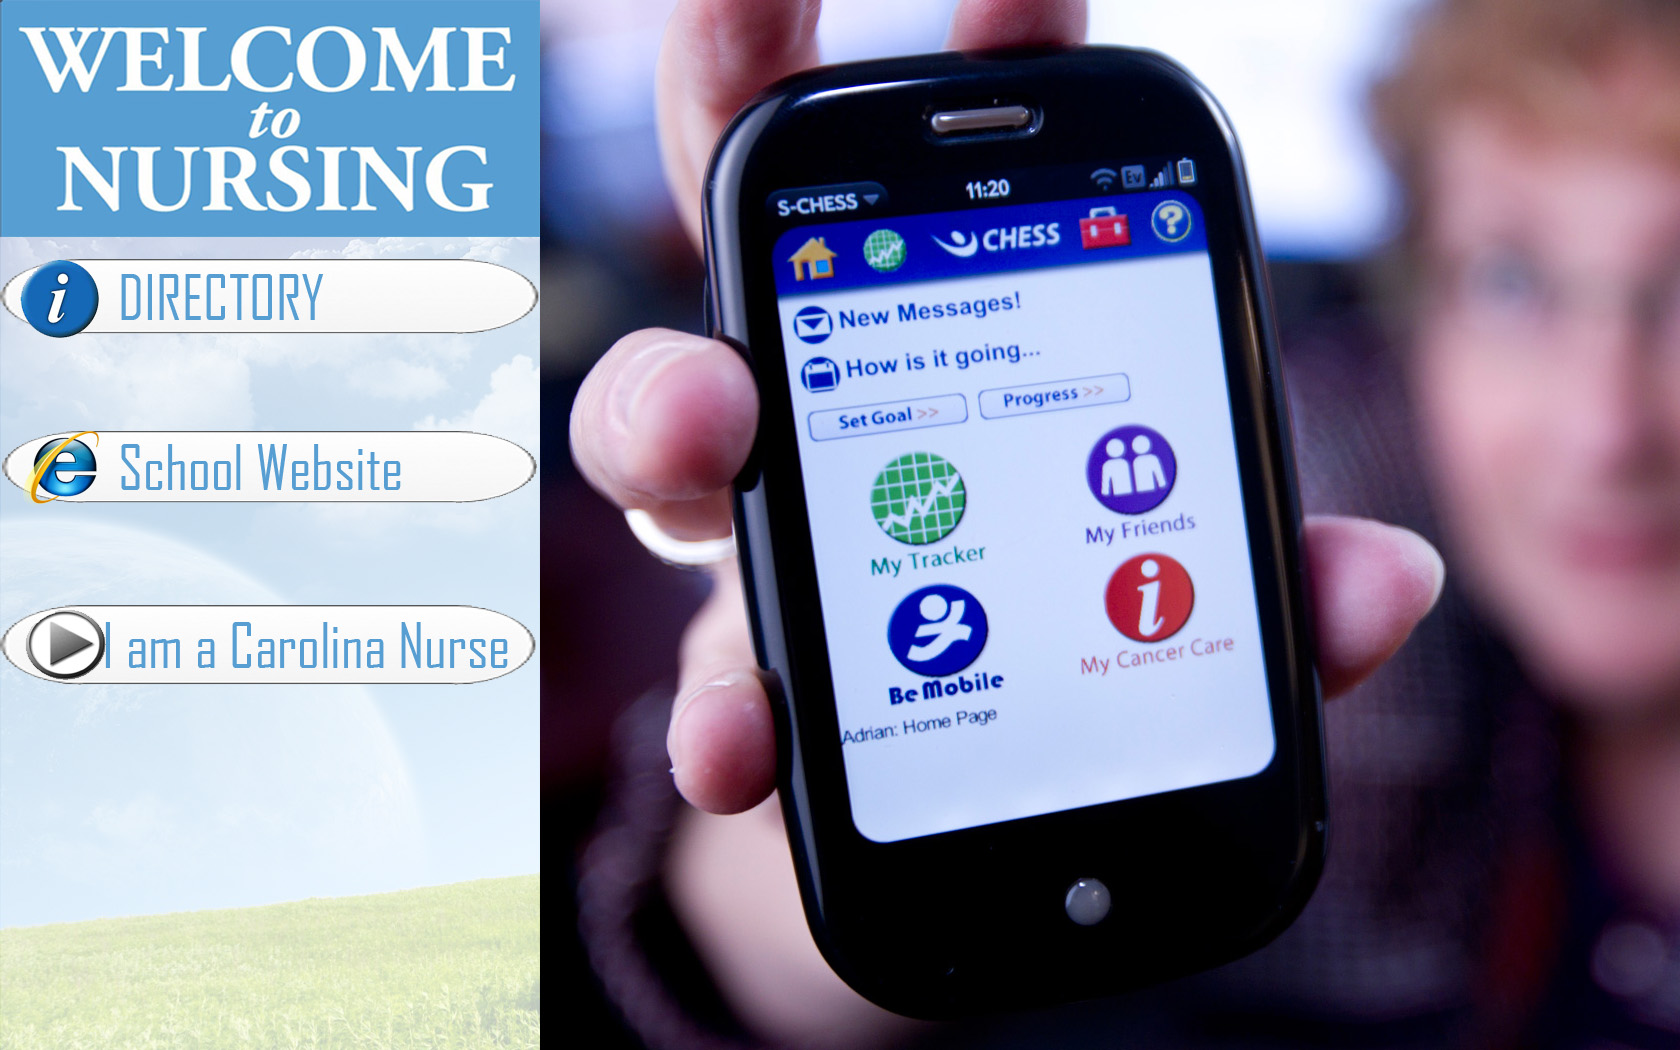 WELCOME
to
NURSING
DIRECTORY
School Website
I am a Carolina Nurse
S-CHESS
11:20
Ev
CHESS
?
New Messages!
How is it going...
Set Goal >>
Progress >>
My Tracker
My Friends
Be Mobile
My Cancer Care
Adrian: Home Page